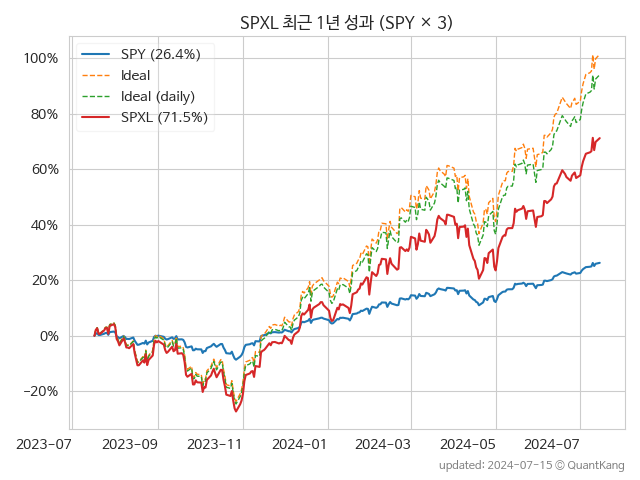 SPXL 최근 1년 성과 (SPY × 3)
SPY (26.4%)
Ideal
Ideal (daily)
SPXL (71.5%)
100%
80%
60%
40%
20%
0%
−20%
2023-07 2023-09 2023-11 2024-01 2024-03 2024-05 2024-07
updated: 2024-07-15 © QuantKang